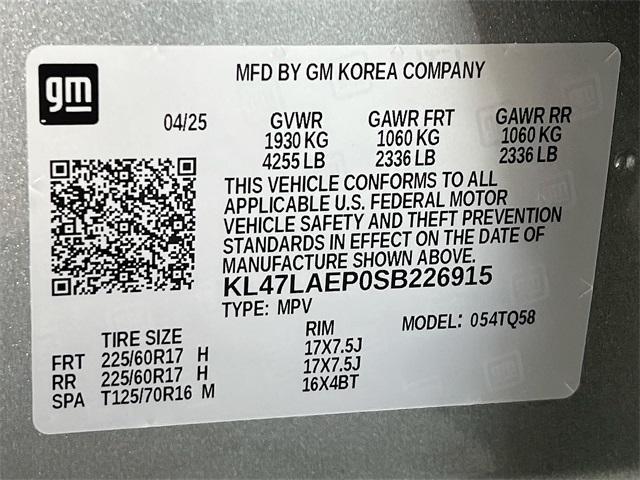 gm
MFD BY GM KOREA COMPANY
04/25 GVWR GAWR FRT GAWR RR
1930 KG 1060 KG 1060 KG
4255 LB 2336 LB 2336 LB
THIS VEHICLE CONFORMS TO ALL
APPLICABLE U.S. FEDERAL MOTOR
VEHICLE SAFETY AND THEFT PREVENTION
STANDARDS IN EFFECT ON THE DATE OF
MANUFACTURE SHOWN ABOVE.
KL47LAEP0SB226915
TYPE: MPV MODEL: 054TQ58
TIRE SIZE RIM
FRT 225/60R17 H 17X7.5J
RR 225/60R17 H 17X7.5J
SPA T125/70R16 M 16X4BT